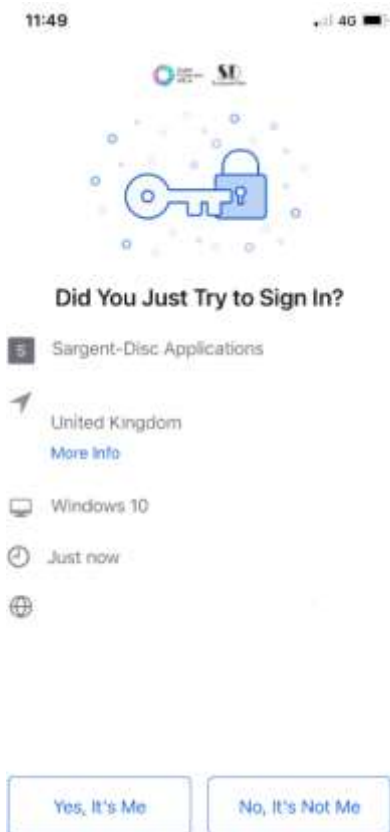 11:49
4G
SD
Did You Just Try to Sign In?
S
Sargent-Disc Applications
United Kingdom
More Info
Windows 10
Just now
Yes, It's Me
No, It's Not Me